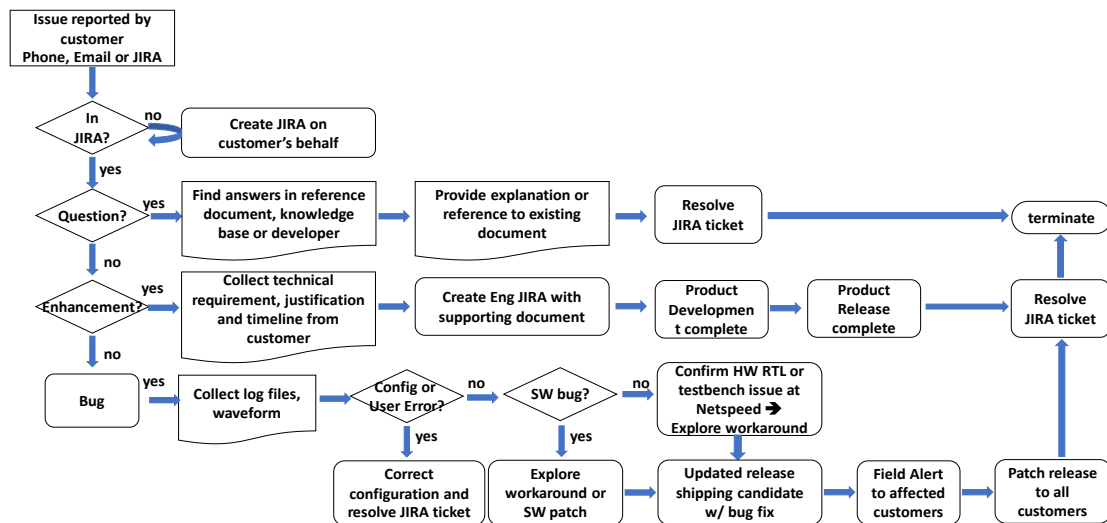 Issue reported by
customer
Phone, Email or JIRA
In
JIRA?
no
Create JIRA on
customer's behalf
yes
Question?
yes
Find answers in reference
document, knowledge
base or developer
Provide explanation or
reference to existing
document
Resolve
JIRA ticket
terminate
no
Enhancement?
yes
Collect technical
requirement, justification
and timeline from
customer
Create Eng JIRA with
supporting document
Product
Developmen
t complete
Product
Release
complete
Resolve
JIRA ticket
no
Bug
yes
Collect log files,
waveform
Config or
User Error?
no
SW bug?
no
Confirm HW RTL or
testbench issue at
Netspeed ➔
Explore workaround
yes
yes
Correct
configuration and
resolve JIRA ticket
Explore
workaround or
SW patch
Updated release
shipping candidate
w/ bug fix
Field Alert
to affected
customers
Patch release to
all
customers